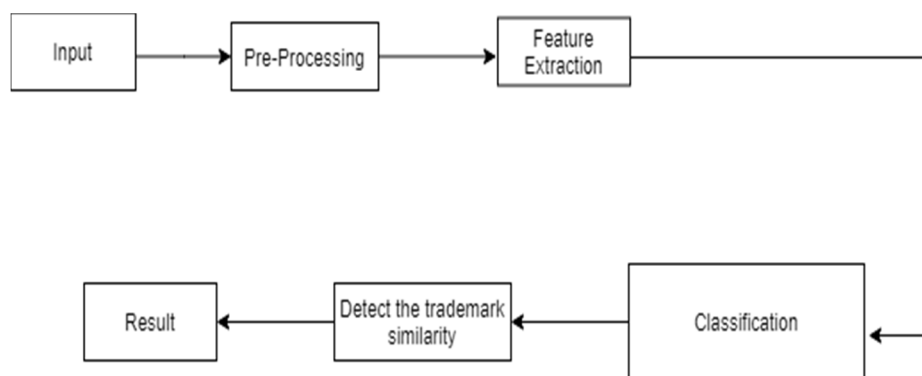 Input
Pre-Processing
Feature
Extraction
Classification
Detect the trademark
similarity
Result